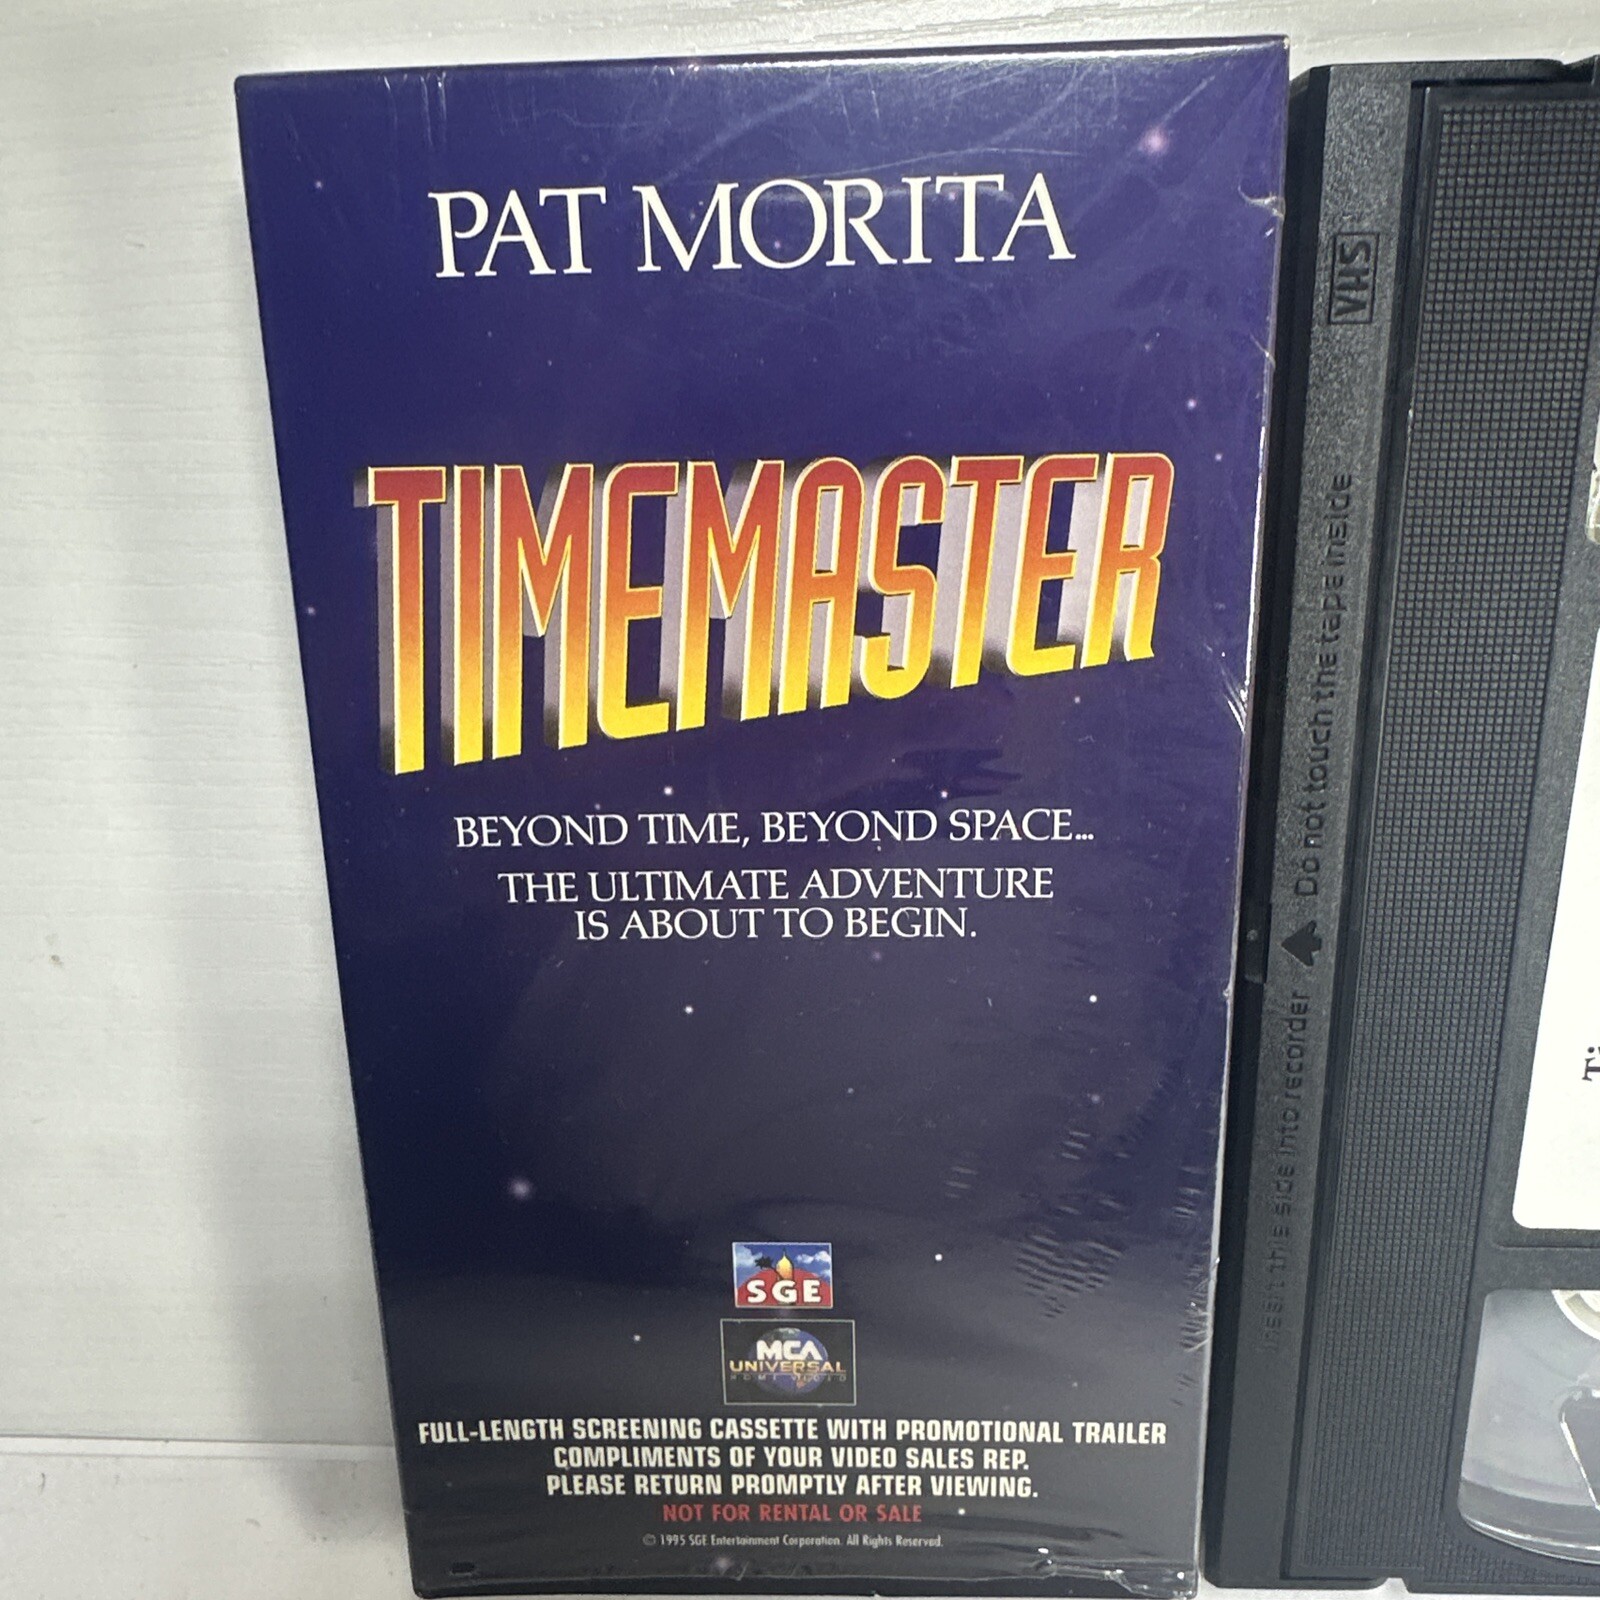 PAT MORITA
TIMEMASTER
BEYOND TIME, BEYOND SPACE...
THE ULTIMATE ADVENTURE
IS ABOUT TO BEGIN.
SGE
MCA
UNIVERSAL
HOME VIDEO
FULL-LENGTH SCREENING CASSETTE WITH PROMOTIONAL TRAILER
COMPLIMENTS OF YOUR VIDEO SALES REP.
PLEASE RETURN PROMPTLY AFTER VIEWING.
NOT FOR RENTAL OR SALE
© 1995 SGE Entertainment Corporation. All Rights Reserved.
VHS
Insert this side into recorder ▲ Do not touch the tape inside